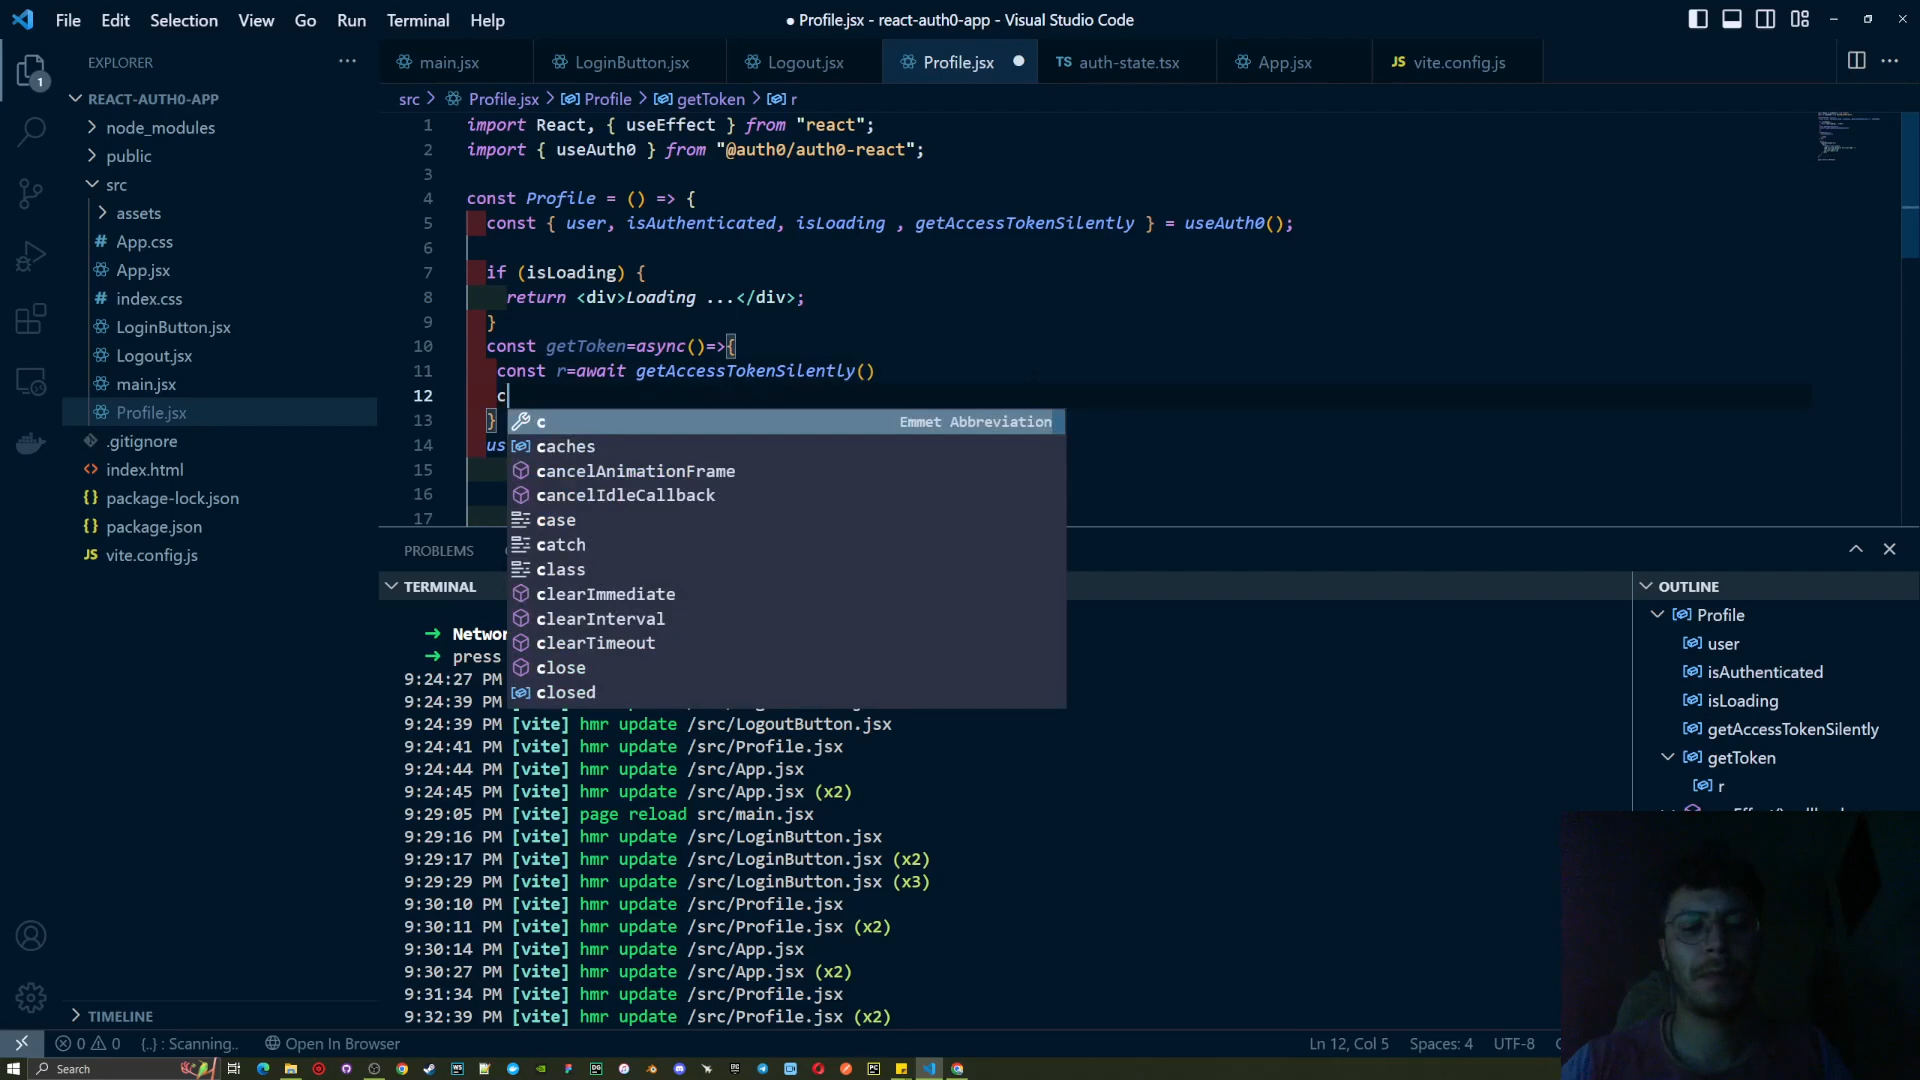 File Edit Selection View Go Run Terminal Help
● Profile.jsx - react-auth0-app - Visual Studio Code
EXPLORER
1
REACT-AUTH0-APP
node_modules
public
src
assets
# App.css
App.jsx
# index.css
LoginButton.jsx
Logout.jsx
main.jsx
Profile.jsx
.gitignore
<> index.html
{} package-lock.json
{} package.json
JS vite.config.js
TIMELINE
main.jsx LoginButton.jsx Logout.jsx Profile.jsx TS auth-state.tsx App.jsx JS vite.config.js
src > Profile.jsx > Profile > getToken > r
1 import React, { useEffect } from "react";
2 import { useAuth0 } from "@auth0/auth0-react";
3
4 const Profile = () => {
5 const { user, isAuthenticated, isLoading , getAccessTokenSilently } = useAuth0();
6
7 if (isLoading) {
8 return <div>Loading ...</div>;
9 }
10 const getToken=async()=>{
11 const r=await getAccessTokenSilently()
12 c
13 }
14 us
15
16
17
c Emmet Abbreviation
caches
cancelAnimationFrame
cancelIdleCallback
case
catch
class
clearImmediate
clearInterval
clearTimeout
close
closed
PROBLEMS
TERMINAL
➜ Networ
➜ press
9:24:27 PM
9:24:39 PM
9:24:39 PM [vite] hmr update /src/LogoutButton.jsx
9:24:41 PM [vite] hmr update /src/Profile.jsx
9:24:44 PM [vite] hmr update /src/App.jsx
9:24:45 PM [vite] hmr update /src/App.jsx (x2)
9:29:05 PM [vite] page reload src/main.jsx
9:29:16 PM [vite] hmr update /src/LoginButton.jsx
9:29:17 PM [vite] hmr update /src/LoginButton.jsx (x2)
9:29:29 PM [vite] hmr update /src/LoginButton.jsx (x3)
9:30:10 PM [vite] hmr update /src/Profile.jsx
9:30:11 PM [vite] hmr update /src/Profile.jsx (x2)
9:30:14 PM [vite] hmr update /src/App.jsx
9:30:27 PM [vite] hmr update /src/App.jsx (x2)
9:31:34 PM [vite] hmr update /src/Profile.jsx
9:32:39 PM [vite] hmr update /src/Profile.jsx (x2)
OUTLINE
Profile
user
isAuthenticated
isLoading
getAccessTokenSilently
getToken
r
0 0 {..} : Scanning.. Open In Browser
Ln 12, Col 5 Spaces: 4 UTF-8
Search